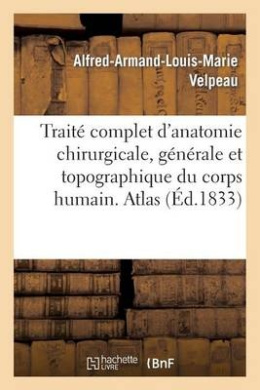 Alfred-Armand-Louis-Marie
Velpeau
Traité complet d'anatomie chirurgicale,
générale et topographique du corps
humain. Atlas (Éd.1833)
hachette
LIVRE
{BnF